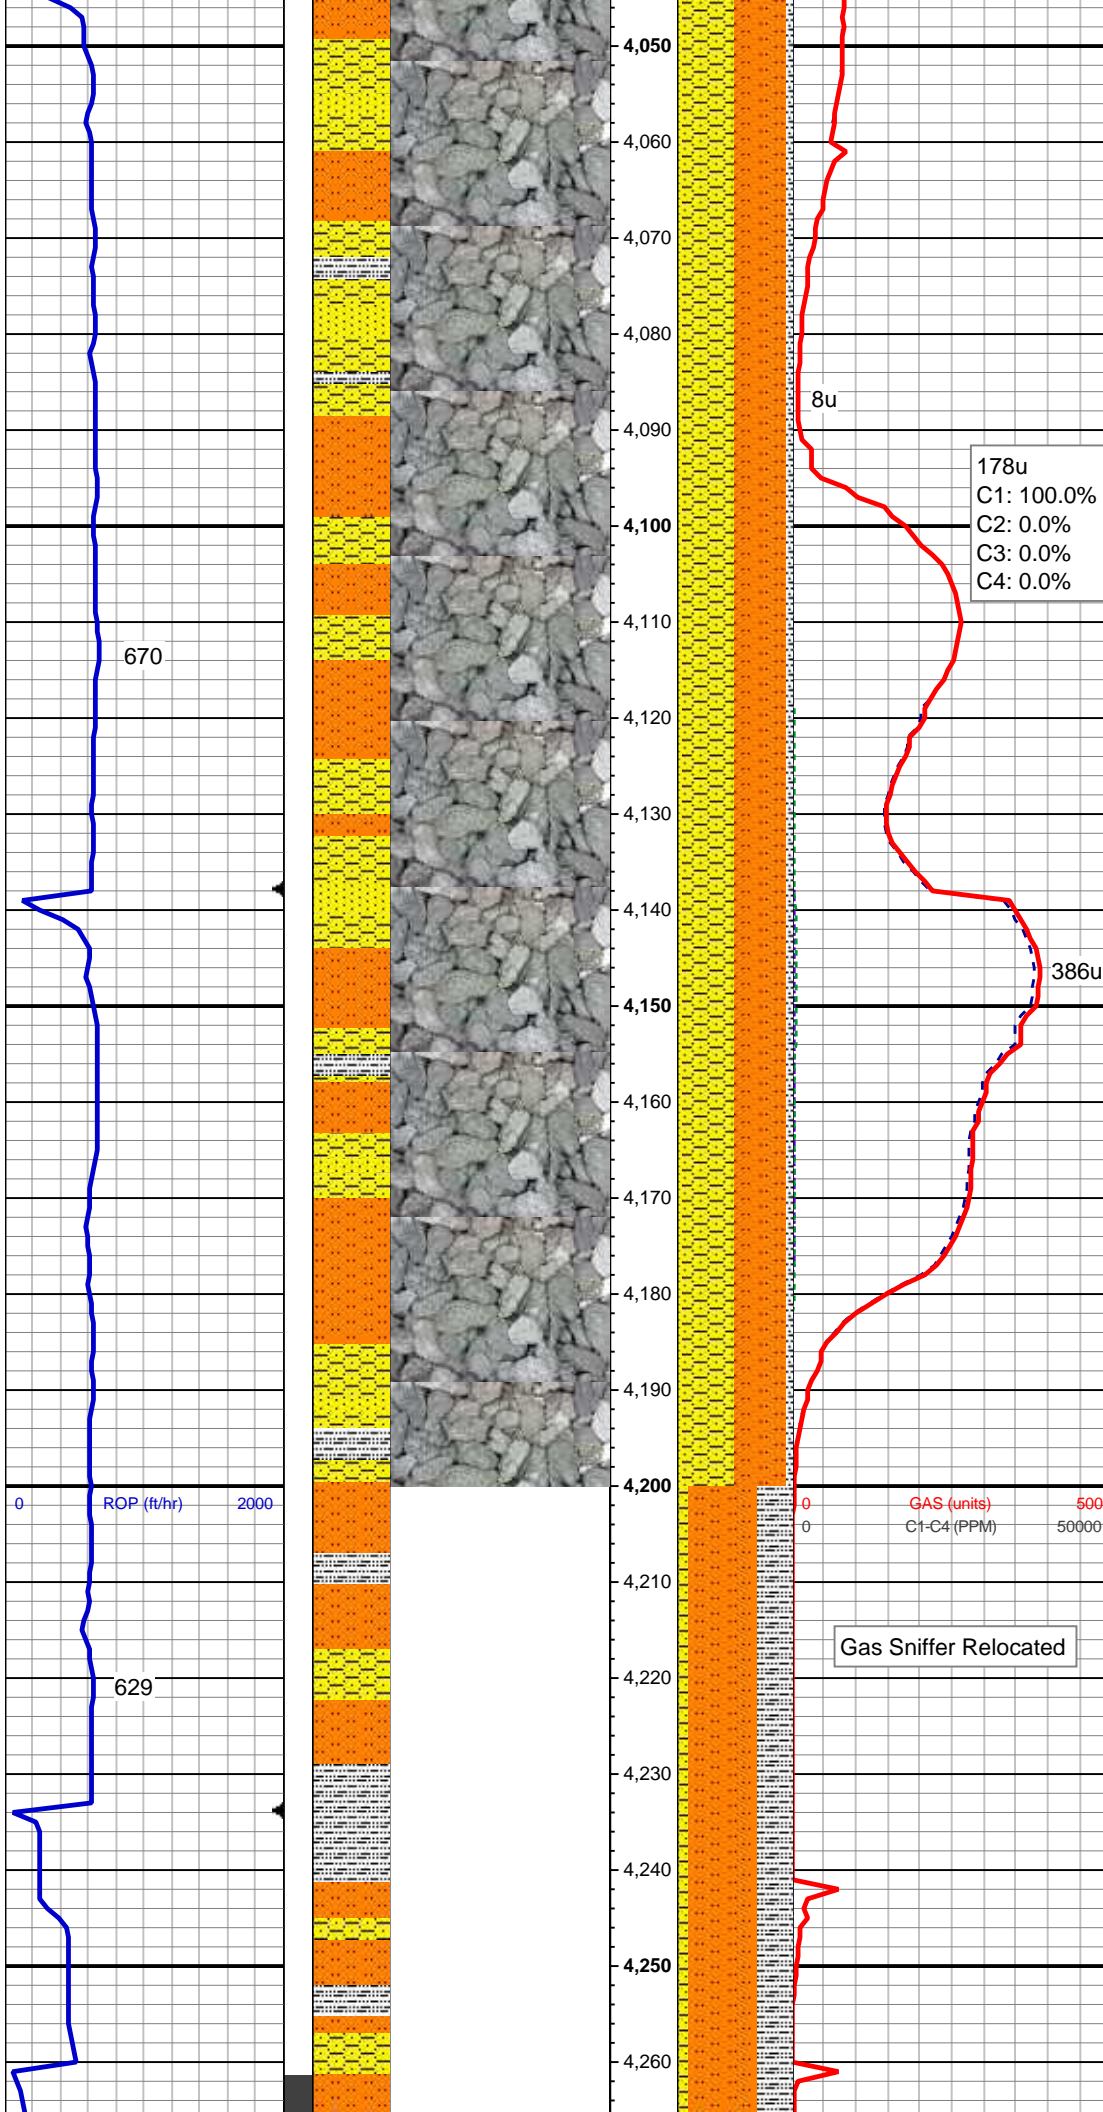 4,050
4,060
4,070
4,080
8u
4,090
178u
C1: 100.0%
C2: 0.0%
C3: 0.0%
C4: 0.0%
4,100
4,110
670
4,120
4,130
4,140
386u
4,150
4,160
4,170
4,180
4,190
4,200
0 ROP (ft/hr) 2000
0 GAS (units) 500
0 C1-C4 (PPM) 50000
4,210
Gas Sniffer Relocated
4,220
629
4,230
4,240
4,250
4,260